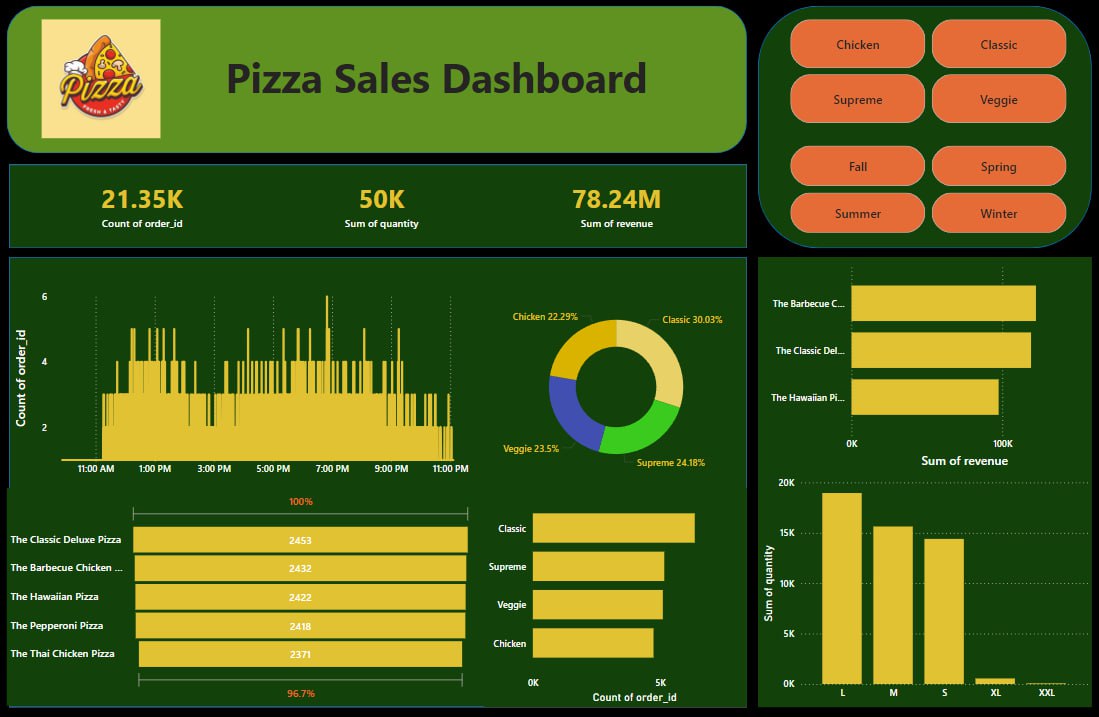 Pizza
FRESH & TASTY
Pizza Sales Dashboard
Chicken
Classic
Supreme
Veggie
Fall
Spring
Summer
Winter
21.35K
Count of order_id
50K
Sum of quantity
78.24M
Sum of revenue
Count of order_id
6
4
2
11:00 AM
1:00 PM
3:00 PM
5:00 PM
7:00 PM
9:00 PM
11:00 PM
Chicken 22.29%
Classic 30.03%
Veggie 23.5%
Supreme 24.18%
The Barbecue C...
The Classic Del...
The Hawaiian Pi...
0K
100K
Sum of revenue
100%
The Classic Deluxe Pizza
2453
The Barbecue Chicken ...
2432
The Hawaiian Pizza
2422
The Pepperoni Pizza
2418
The Thai Chicken Pizza
2371
96.7%
Classic
Supreme
Veggie
Chicken
0K
5K
Count of order_id
Sum of quantity
20K
15K
10K
5K
0K
L
M
S
XL
XXL